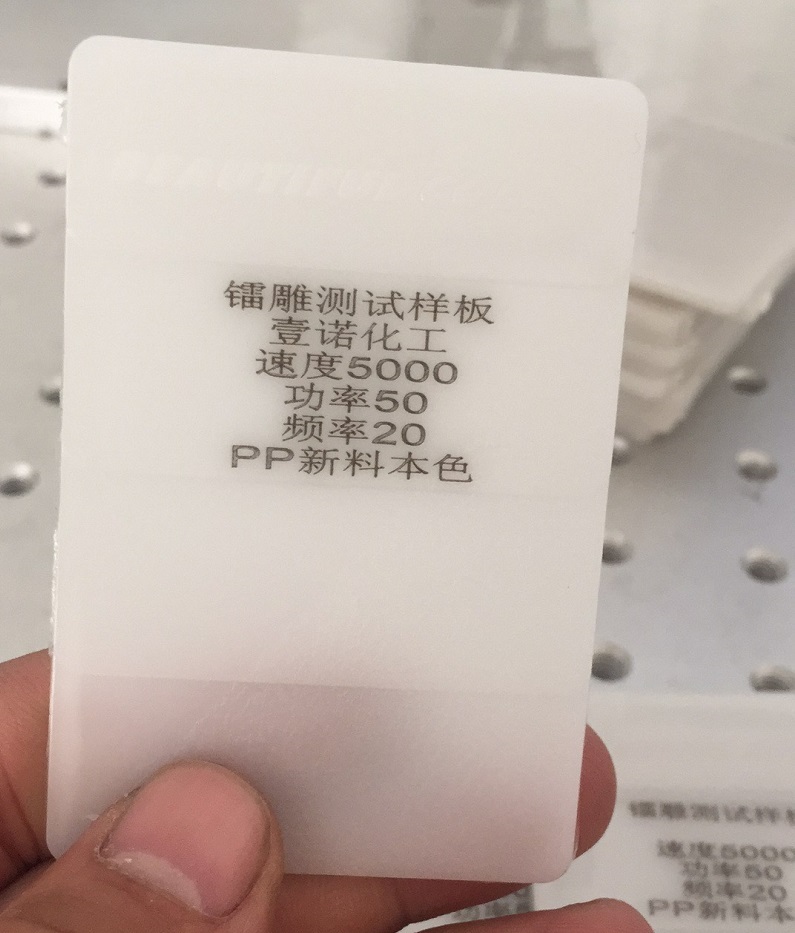 BEAUTIFUL
镭雕测试样板
壹诺化工
速度5000
功率50
频率20
PP新料本色
镭雕测试样
速度5000
功率50
频率20
PP新料本